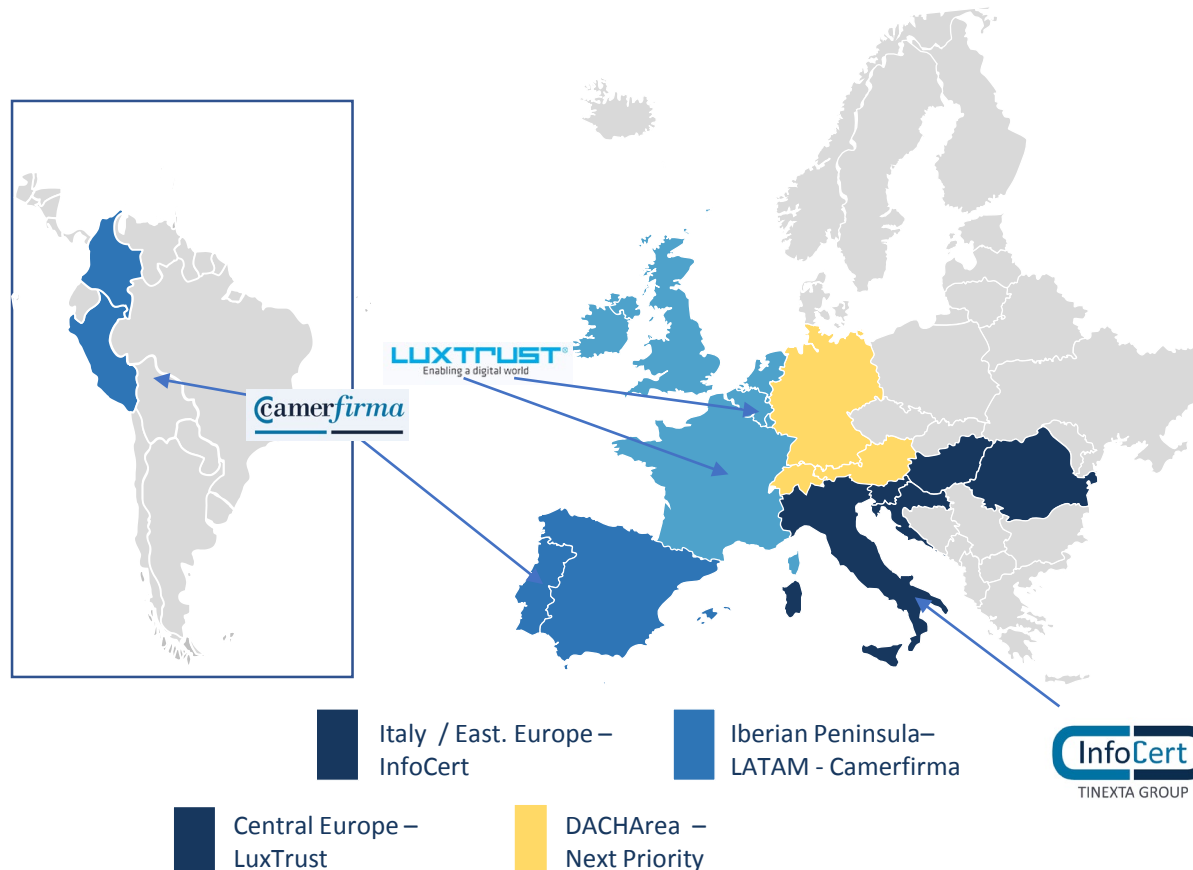 LUXTRUST®
Enabling a digital world
camerfirma
Italy / East. Europe –
InfoCert
Iberian Peninsula–
LATAM - Camerfirma
InfoCert
TINEXTA GROUP
Central Europe –
LuxTrust
DACHArea –
Next Priority